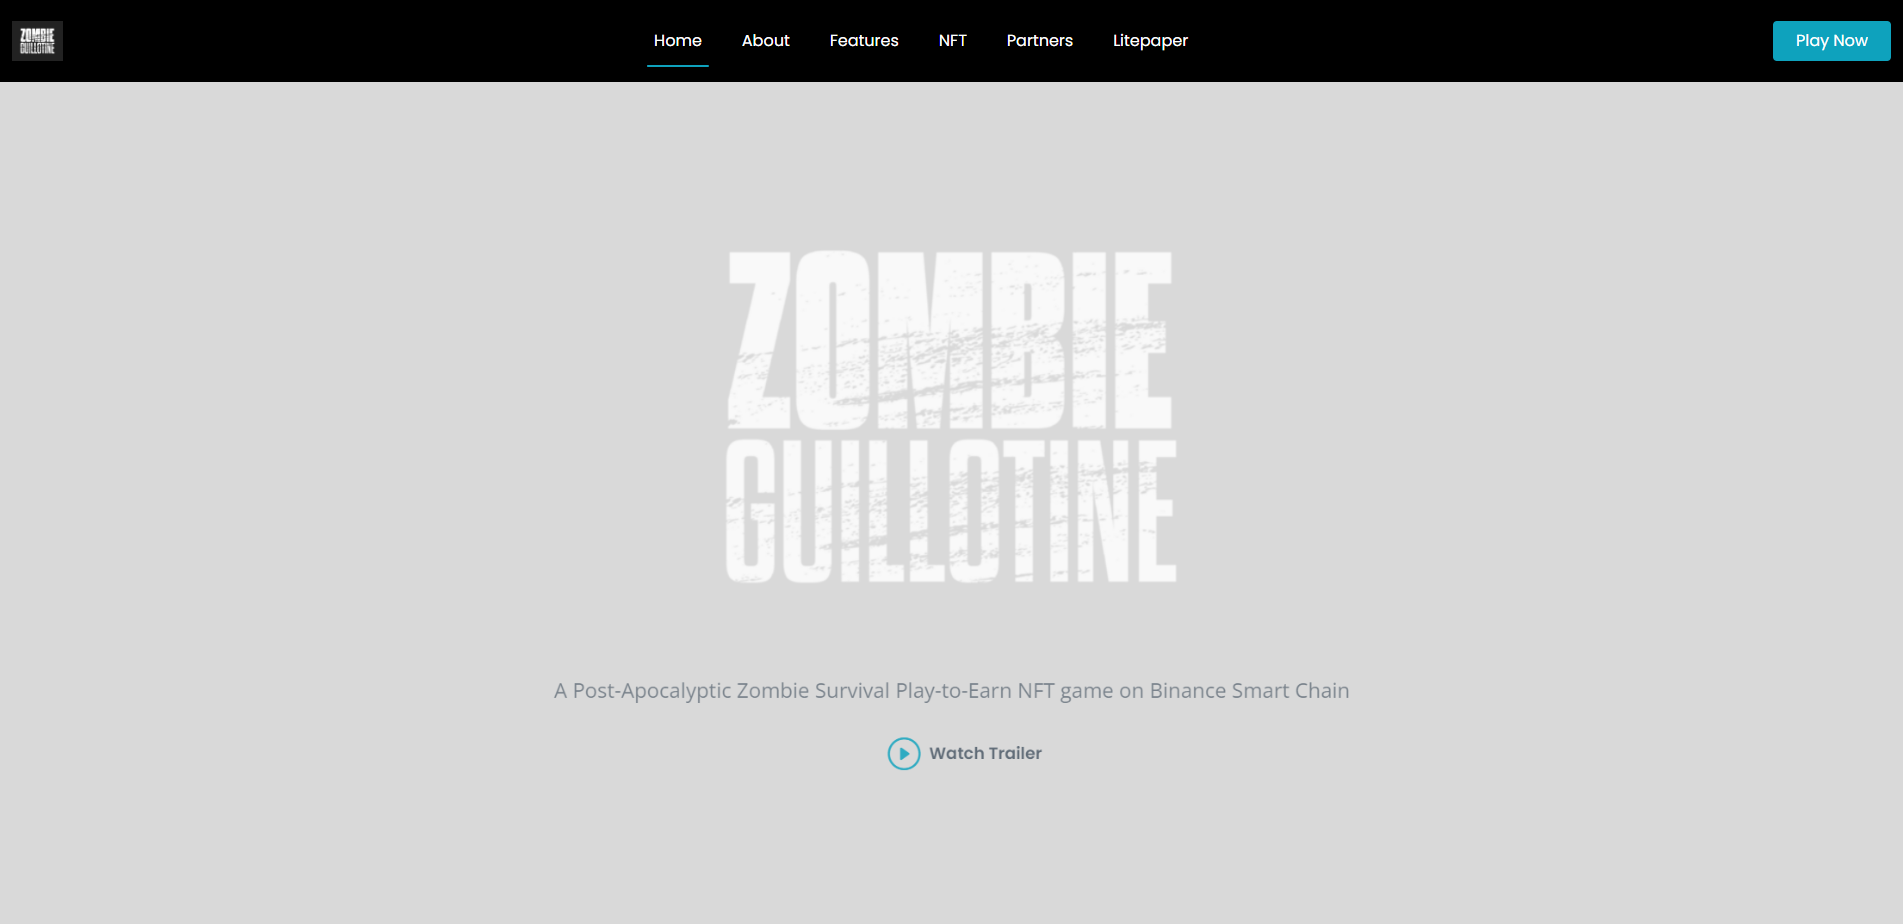 ZOMBIE
GUILLOTINE
Home About Features NFT Partners Litepaper
Play Now
ZOMBIE
GUILLOTINE
A Post-Apocalyptic Zombie Survival Play-to-Earn NFT game on Binance Smart Chain
Watch Trailer